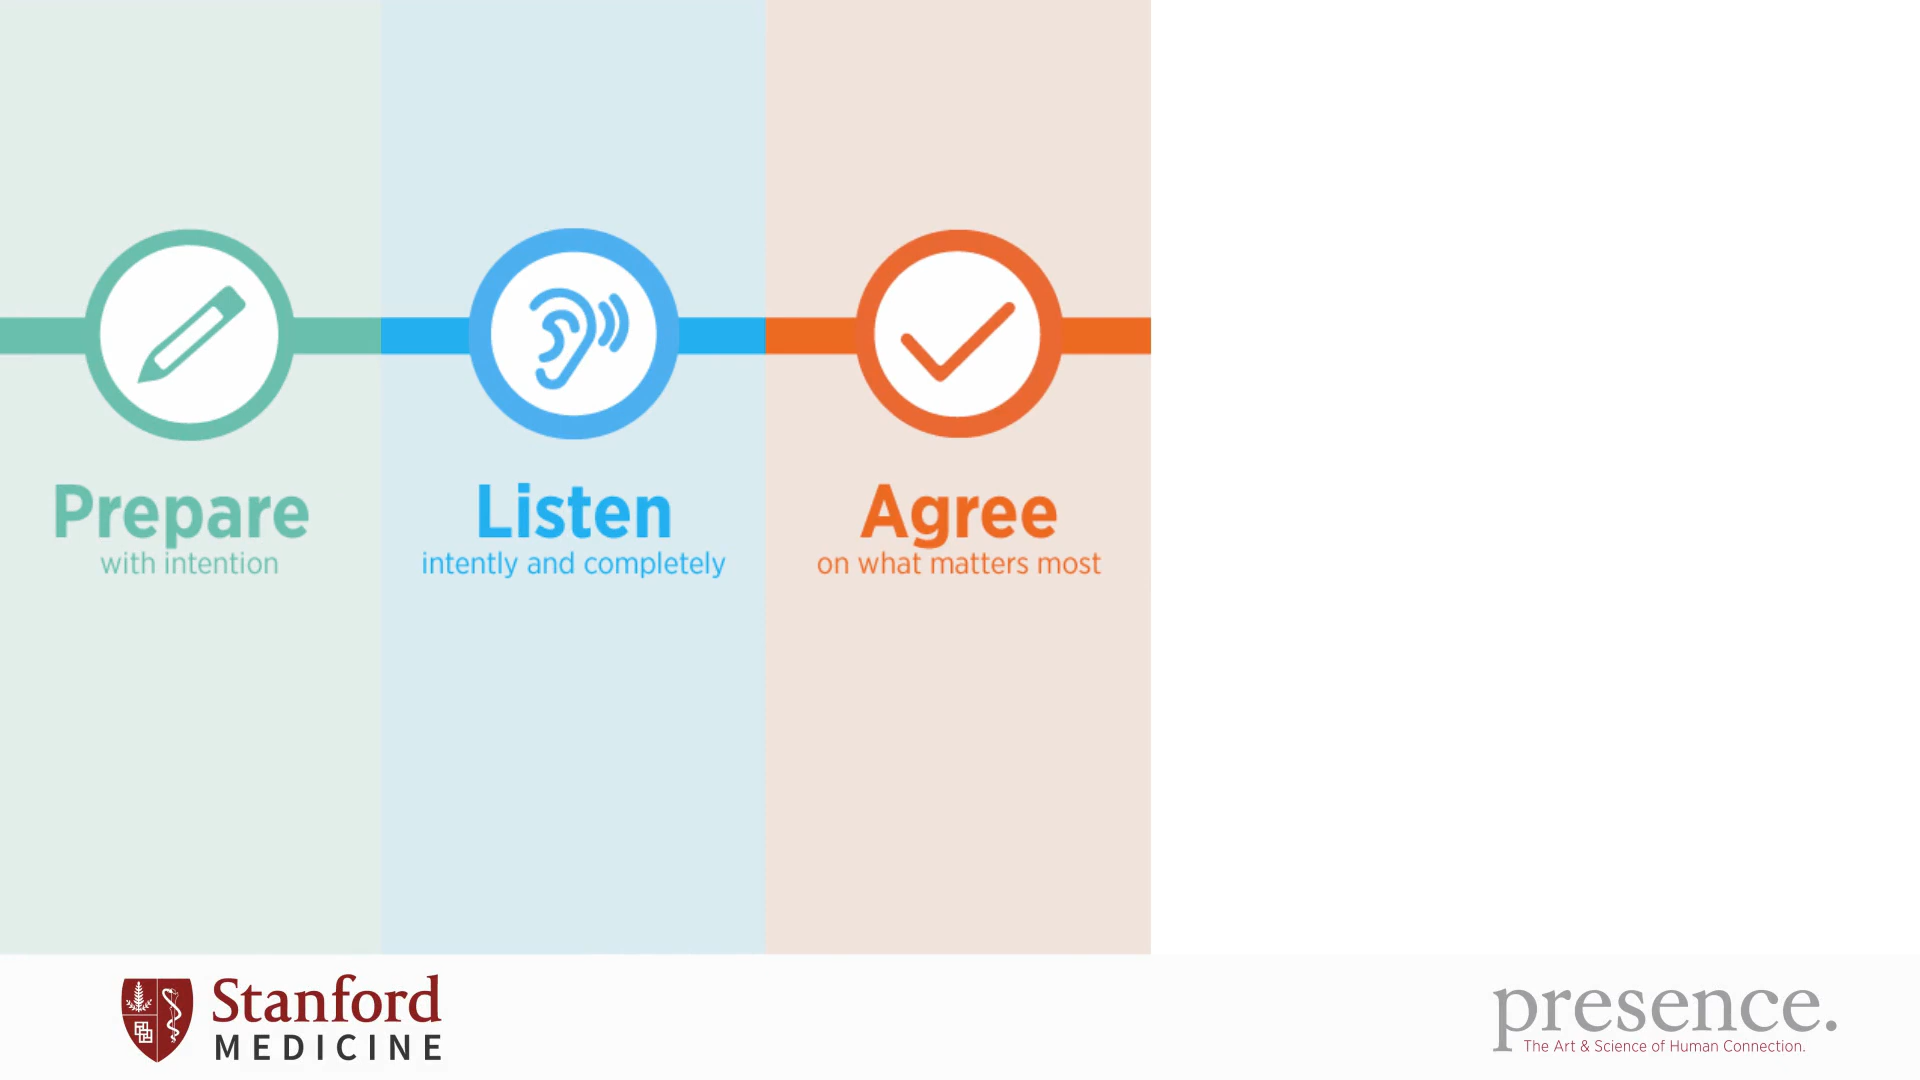 Prepare
with intention
Listen
intently and completely
Agree
on what matters most
Stanford
MEDICINE
presence.
The Art & Science of Human Connection.